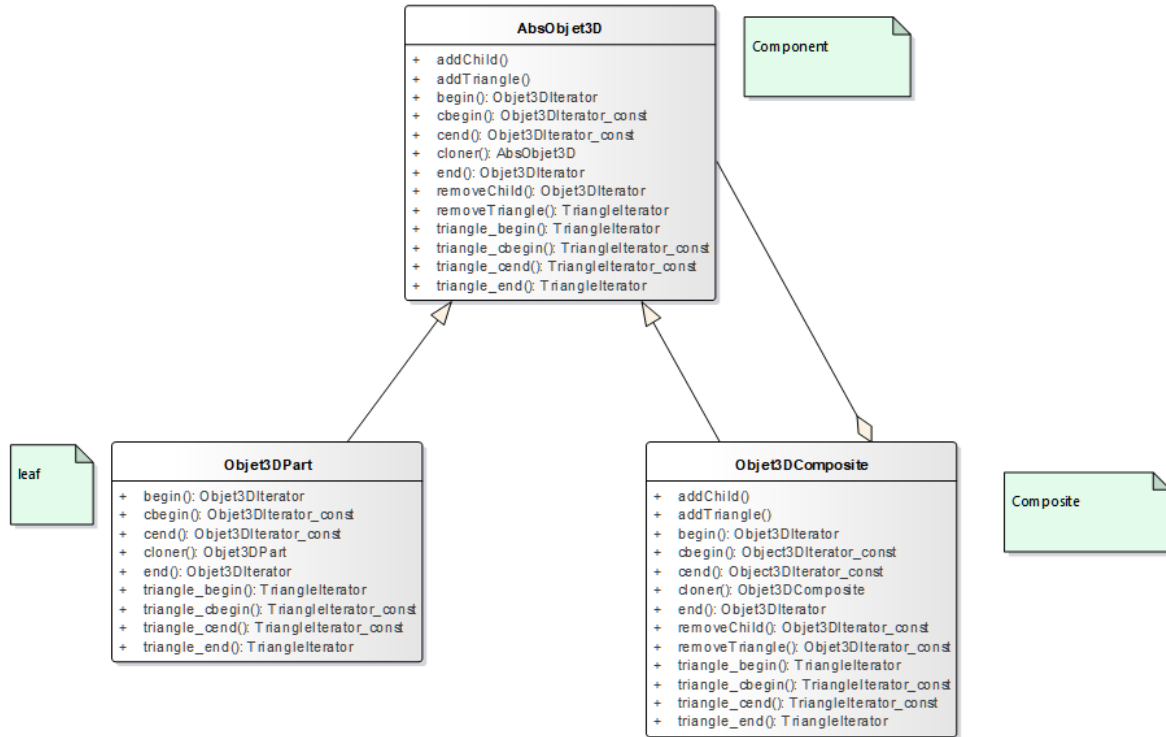 AbsObjet3D
+ addChild()
+ addTriangle()
+ begin(): Objet3DIterator
+ cbegin(): Objet3DIterator_const
+ cend(): Objet3DIterator_const
+ cloner(): AbsObjet3D
+ end(): Objet3DIterator
+ removeChild(): Objet3DIterator
+ removeTriangle(): TriangleIterator
+ triangle_begin(): TriangleIterator
+ triangle_cbegin(): TriangleIterator_const
+ triangle_cend(): TriangleIterator_const
+ triangle_end(): TriangleIterator
Component
leaf
Objet3DPart
+ begin(): Objet3DIterator
+ cbegin(): Objet3DIterator_const
+ cend(): Objet3DIterator_const
+ cloner(): Objet3DPart
+ end(): Objet3DIterator
+ triangle_begin(): TriangleIterator
+ triangle_cbegin(): TriangleIterator_const
+ triangle_cend(): TriangleIterator_const
+ triangle_end(): TriangleIterator
Objet3DComposite
+ addChild()
+ addTriangle()
+ begin(): Objet3DIterator
+ cbegin(): Object3DIterator_const
+ cend(): Object3DIterator_const
+ cloner(): Objet3DComposite
+ end(): Objet3DIterator
+ removeChild(): Objet3DIterator_const
+ removeTriangle(): Objet3DIterator_const
+ triangle_begin(): TriangleIterator
+ triangle_cbegin(): TriangleIterator_const
+ triangle_cend(): TriangleIterator_const
+ triangle_end(): TriangleIterator
Composite